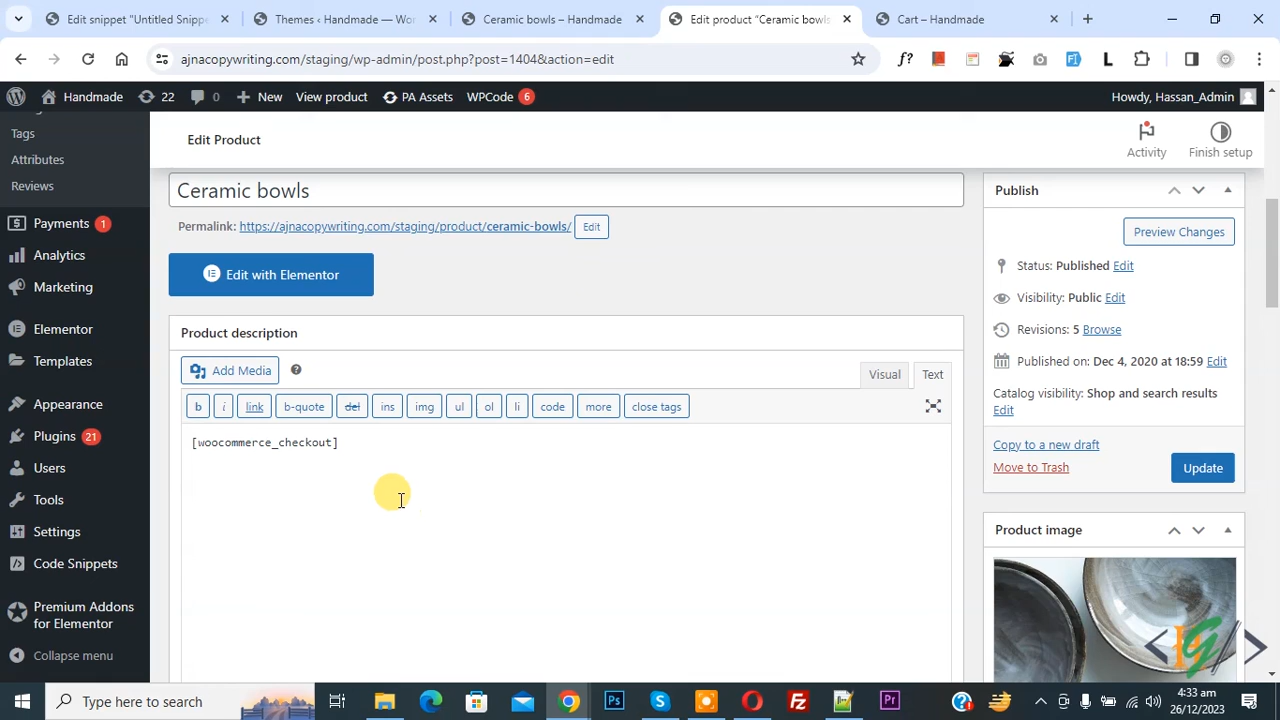 Edit snippet "Untitled Snippe
Themes ‹ Handmade — Wor
Ceramic bowls – Handmade
Edit product "Ceramic bowls
Cart – Handmade
ajnacopywriting.com/staging/wp-admin/post.php?post=1404&action=edit
Handmade
22
0
New
View product
PA Assets
WPCode
6
Howdy, Hassan_Admin
Tags
Attributes
Reviews
Payments
1
Analytics
Marketing
Elementor
Templates
Appearance
Plugins
21
Users
Tools
Settings
Code Snippets
Premium Addons
for Elementor
Collapse menu
Edit Product
Activity
Finish setup
Ceramic bowls
Permalink: https://ajnacopywriting.com/staging/product/ceramic-bowls/
Edit
Edit with Elementor
Product description
Add Media
Visual
Text
b
i
link
b-quote
del
ins
img
ul
ol
li
code
more
close tags
[woocommerce_checkout]
Publish
Preview Changes
Status: Published Edit
Visibility: Public Edit
Revisions: 5 Browse
Published on: Dec 4, 2020 at 18:59 Edit
Catalog visibility: Shop and search results
Edit
Copy to a new draft
Move to Trash
Update
Product image
Type here to search
4:33 am
26/12/2023